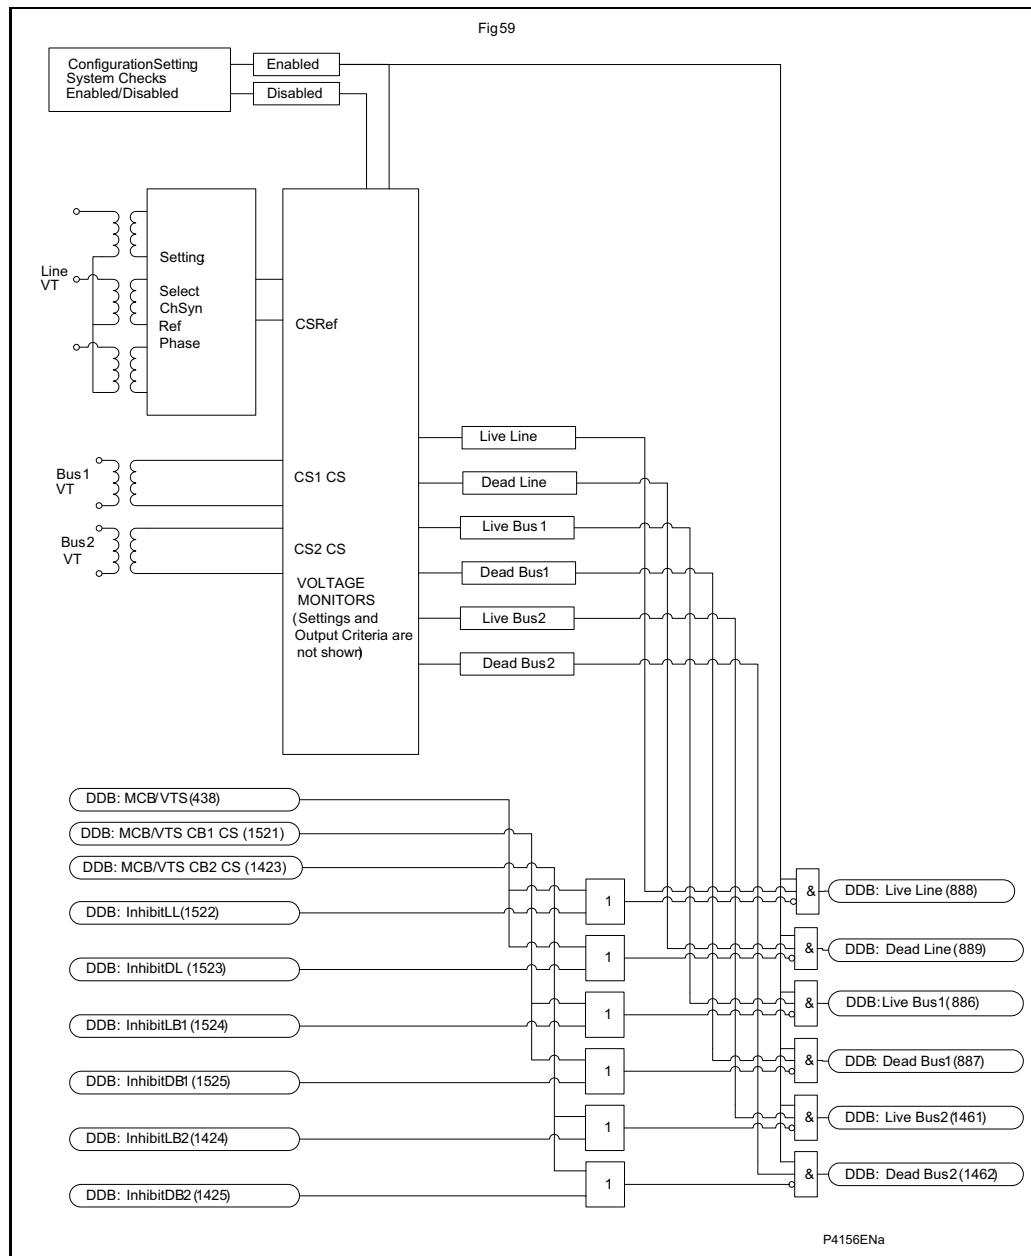 Fig59
ConfigurationSetting
System Checks
Enabled/Disabled
Enabled
Disabled
Line
VT
Setting:
Select
ChSyn
Ref
Phase
CSRef
Bus1
VT
CS1 CS
Bus2
VT
CS2 CS
VOLTAGE
MONITORS
(Settings and
Output Criteria are
not shown)
Live Line
Dead Line
Live Bus 1
Dead Bus1
Live Bus2
Dead Bus2
DDB: MCB/VTS(438)
DDB: MCB/VTS CB1 CS (1521)
DDB: MCB/VTS CB2 CS (1423)
DDB: InhibitLL(1522)
DDB: InhibitDL (1523)
DDB: InhibitLB1(1524)
DDB: InhibitDB1(1525)
DDB: InhibitLB2(1424)
DDB: InhibitDB2(1425)
1
1
1
1
1
1
&
&
&
&
&
&
DDB: Live Line(888)
DDB: Dead Line(889)
DDB:Live Bus1(886)
DDB: Dead Bus1(887)
DDB: Live Bus2(1461)
DDB: Dead Bus2(1462)
P4156ENa